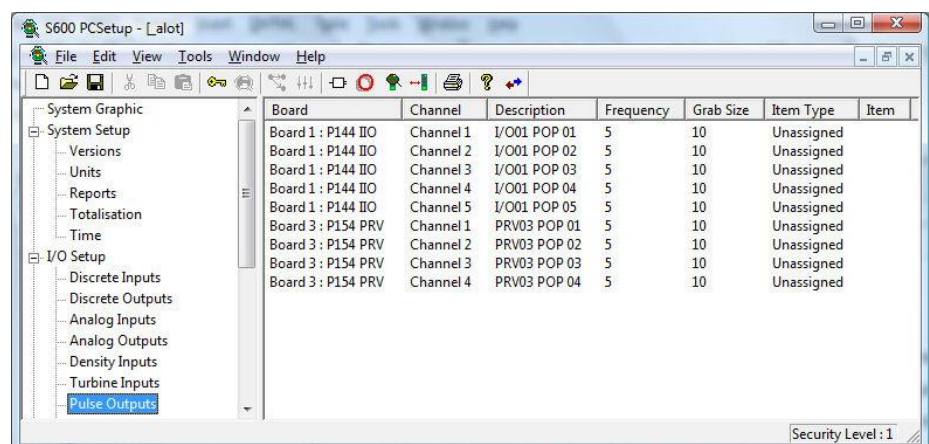 S600 PCSetup - [_alot]
File Edit View Tools Window Help
System Graphic
System Setup
Versions
Units
Reports
Totalisation
Time
I/O Setup
Discrete Inputs
Discrete Outputs
Analog Inputs
Analog Outputs
Density Inputs
Turbine Inputs
Pulse Outputs
Board Channel Description Frequency Grab Size Item Type Item
Board 1 : P144 IIO Channel 1 I/O01 POP 01 5 10 Unassigned
Board 1 : P144 IIO Channel 2 I/O01 POP 02 5 10 Unassigned
Board 1 : P144 IIO Channel 3 I/O01 POP 03 5 10 Unassigned
Board 1 : P144 IIO Channel 4 I/O01 POP 04 5 10 Unassigned
Board 1 : P144 IIO Channel 5 I/O01 POP 05 5 10 Unassigned
Board 3 : P154 PRV Channel 1 PRV03 POP 01 5 10 Unassigned
Board 3 : P154 PRV Channel 2 PRV03 POP 02 5 10 Unassigned
Board 3 : P154 PRV Channel 3 PRV03 POP 03 5 10 Unassigned
Board 3 : P154 PRV Channel 4 PRV03 POP 04 5 10 Unassigned
Security Level : 1